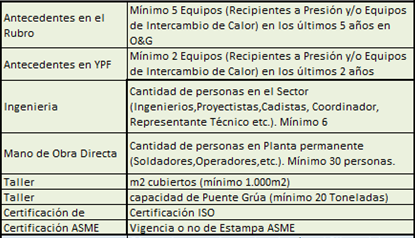 Antecedentes en el
Rubro
Mínimo 5 Equipos (Recipientes a Presión y/o Equipos
de Intercambio de Calor) en los últimos 5 años en
O&G
Antecedentes en YPF
Mínimo 2 Equipos (Recipientes a Presión y/o Equipos
de Intercambio de Calor) en los últimos 2 años
Ingenieria
Cantidad de personas en el Sector
(Ingenierios,Proyectistas,Cadistas, Coordinador,
Representante Técnico etc.). Mínimo 6
Mano de Obra Directa
Cantidad de personas en Planta permanente
(Soldadores,Operadores,etc.). Mínimo 30 personas.
Taller
m2 cubiertos (mínimo 1.000m2)
Taller
capacidad de Puente Grúa (mínimo 20 Toneladas)
Certificación de
Certificación ISO
Certificación ASME
Vigencia o no de Estampa ASME